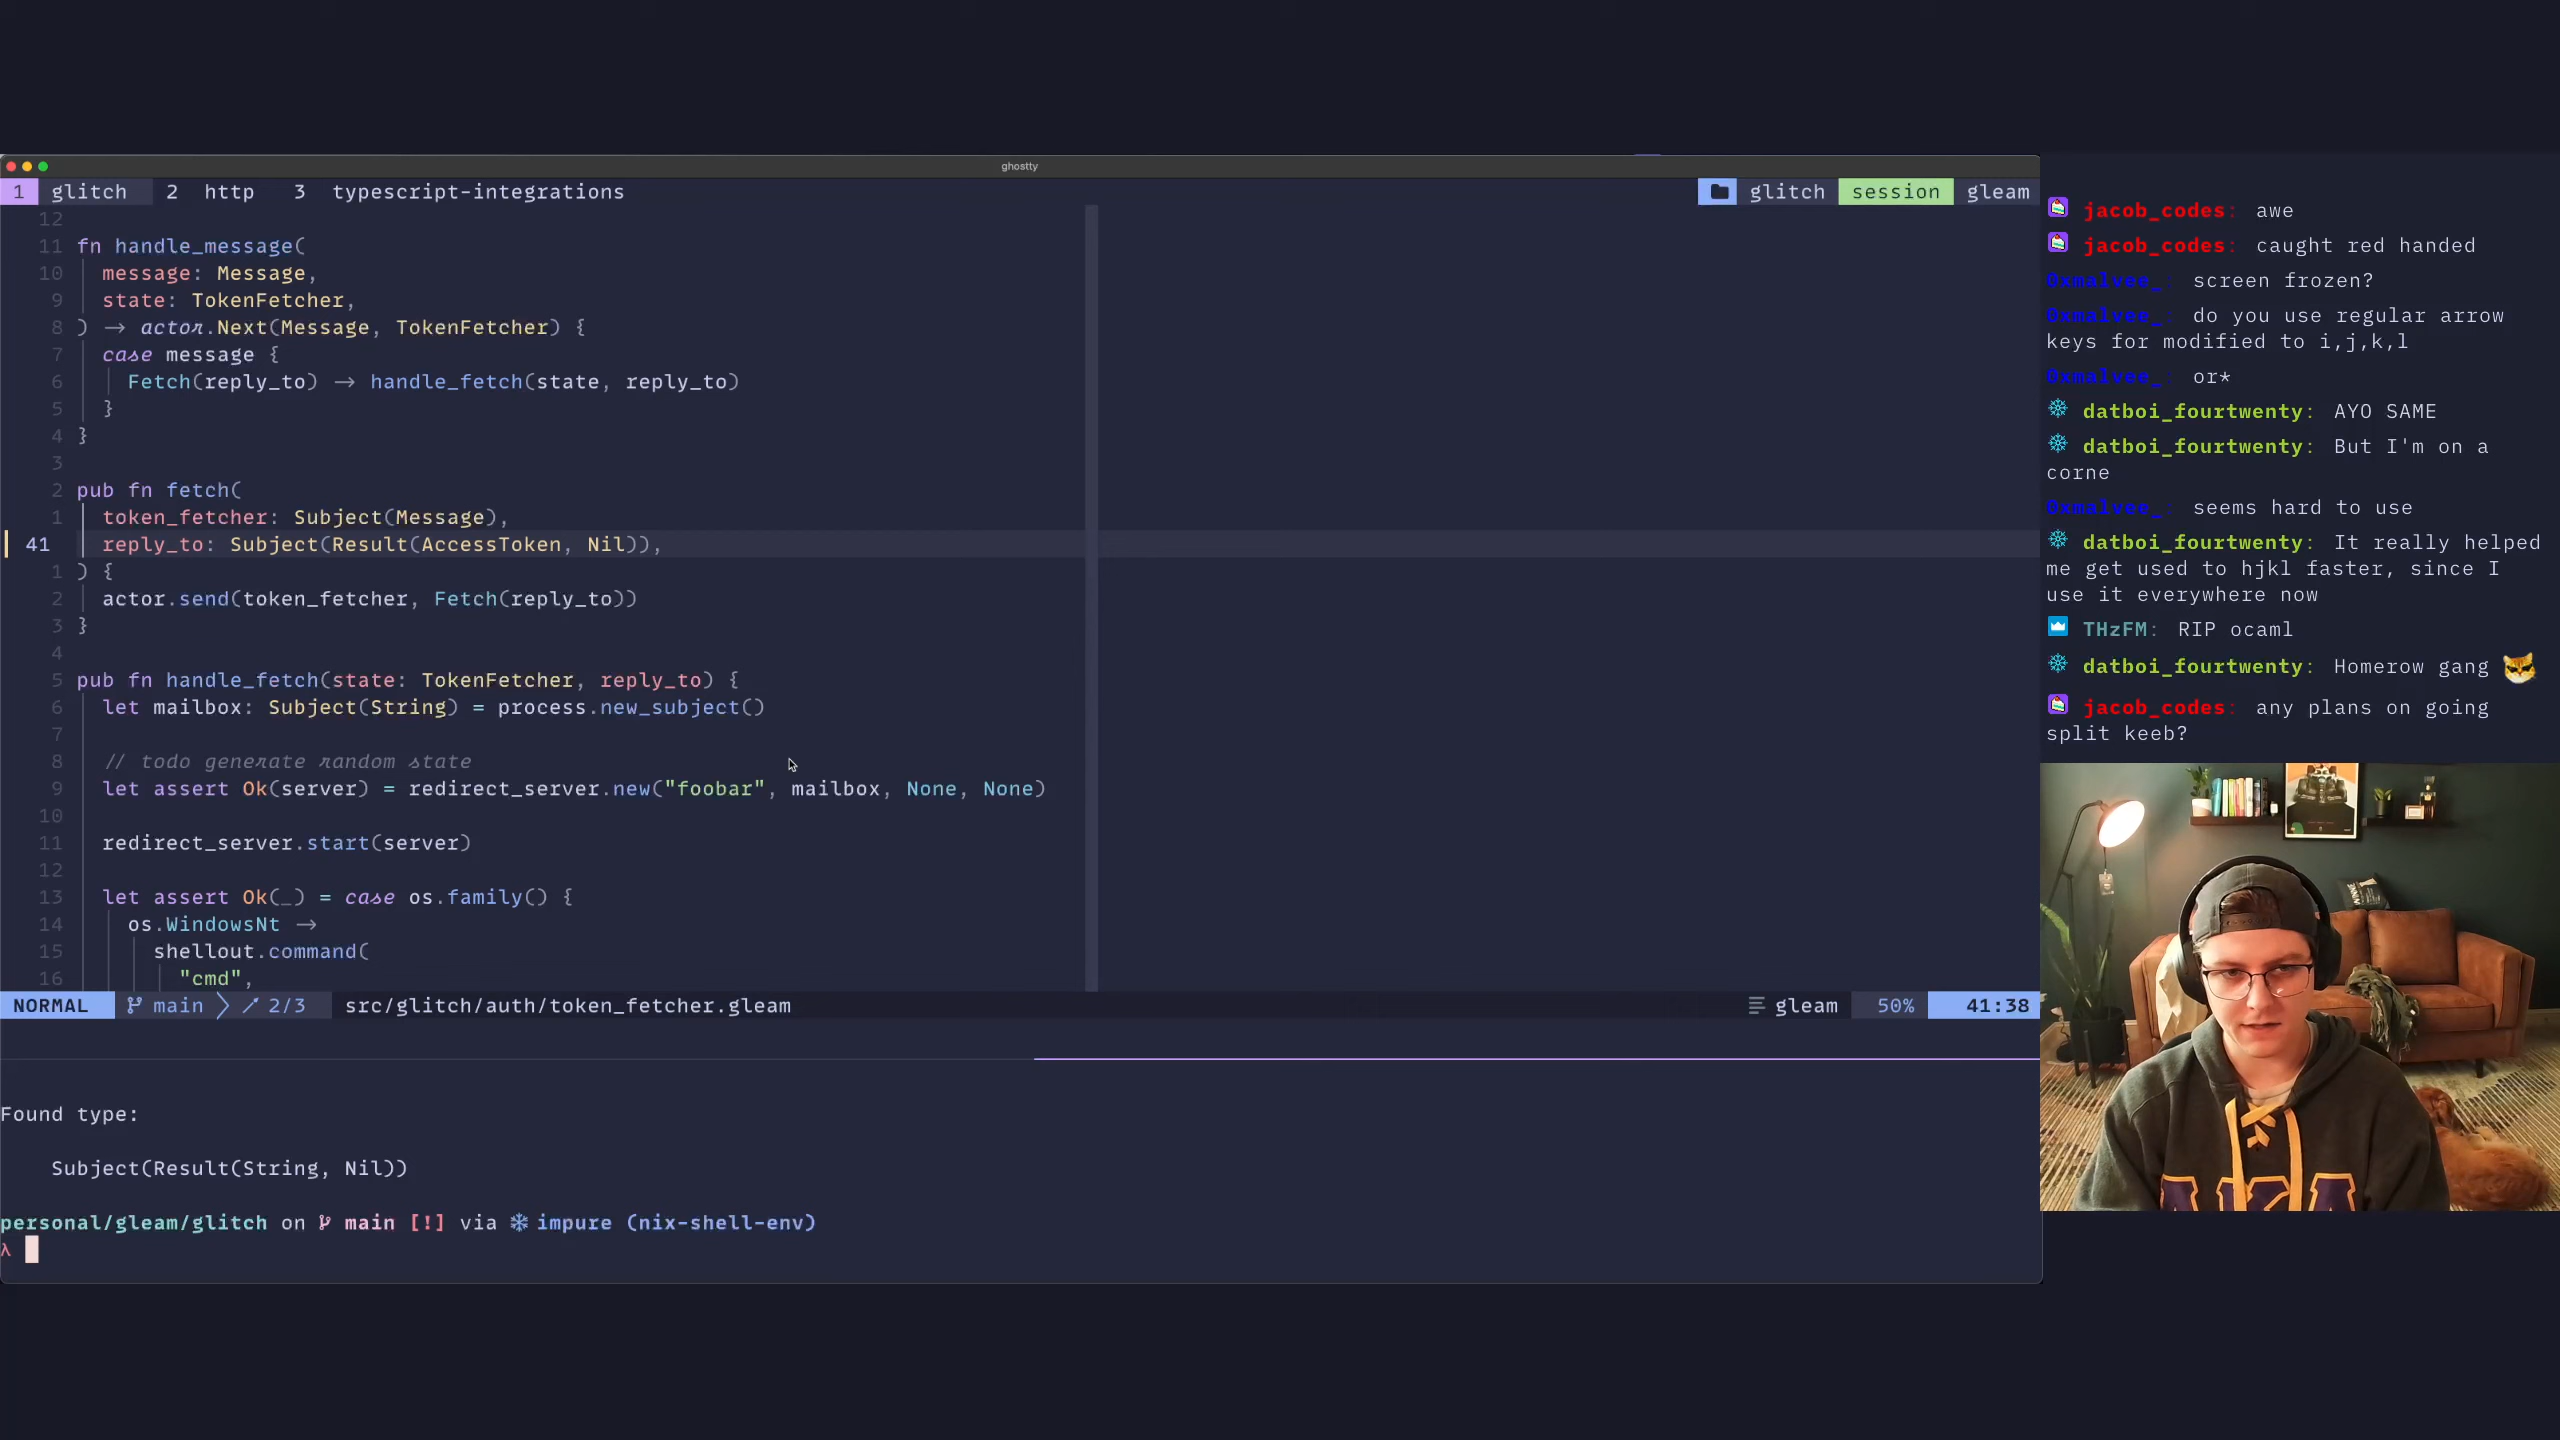 ghostty
1 glitch 2 http 3 typescript-integrations
glitch session gleam
12
11 fn handle_message(
10 message: Message,
9 state: TokenFetcher,
8 ) -> actor.Next(Message, TokenFetcher) {
7 case message {
6 Fetch(reply_to) -> handle_fetch(state, reply_to)
5 }
4 }
3
2 pub fn fetch(
1 token_fetcher: Subject(Message),
41 reply_to: Subject(Result(AccessToken, Nil)),
1 ) {
2 actor.send(token_fetcher, Fetch(reply_to))
3 }
4
5 pub fn handle_fetch(state: TokenFetcher, reply_to) {
6 let mailbox: Subject(String) = process.new_subject()
7
8 // todo generate random state
9 let assert Ok(server) = redirect_server.new("foobar", mailbox, None, None)
10
11 redirect_server.start(server)
12
13 let assert Ok(_) = case os.family() {
14 os.WindowsNt ->
15 shellout.command(
16 "cmd",
NORMAL main 2/3 src/glitch/auth/token_fetcher.gleam gleam 50% 41:38
Found type:
Subject(Result(String, Nil))
personal/gleam/glitch on main [!] via impure (nix-shell-env)
λ
jacob_codes: awe
jacob_codes: caught red handed
0xmalvee_: screen frozen?
0xmalvee_: do you use regular arrow
keys for modified to i,j,k,l
0xmalvee_: or*
datboi_fourtwenty: AYO SAME
datboi_fourtwenty: But I'm on a
corne
0xmalvee_: seems hard to use
datboi_fourtwenty: It really helped
me get used to hjkl faster, since I
use it everywhere now
THzFM: RIP ocaml
datboi_fourtwenty: Homerow gang
jacob_codes: any plans on going
split keeb?